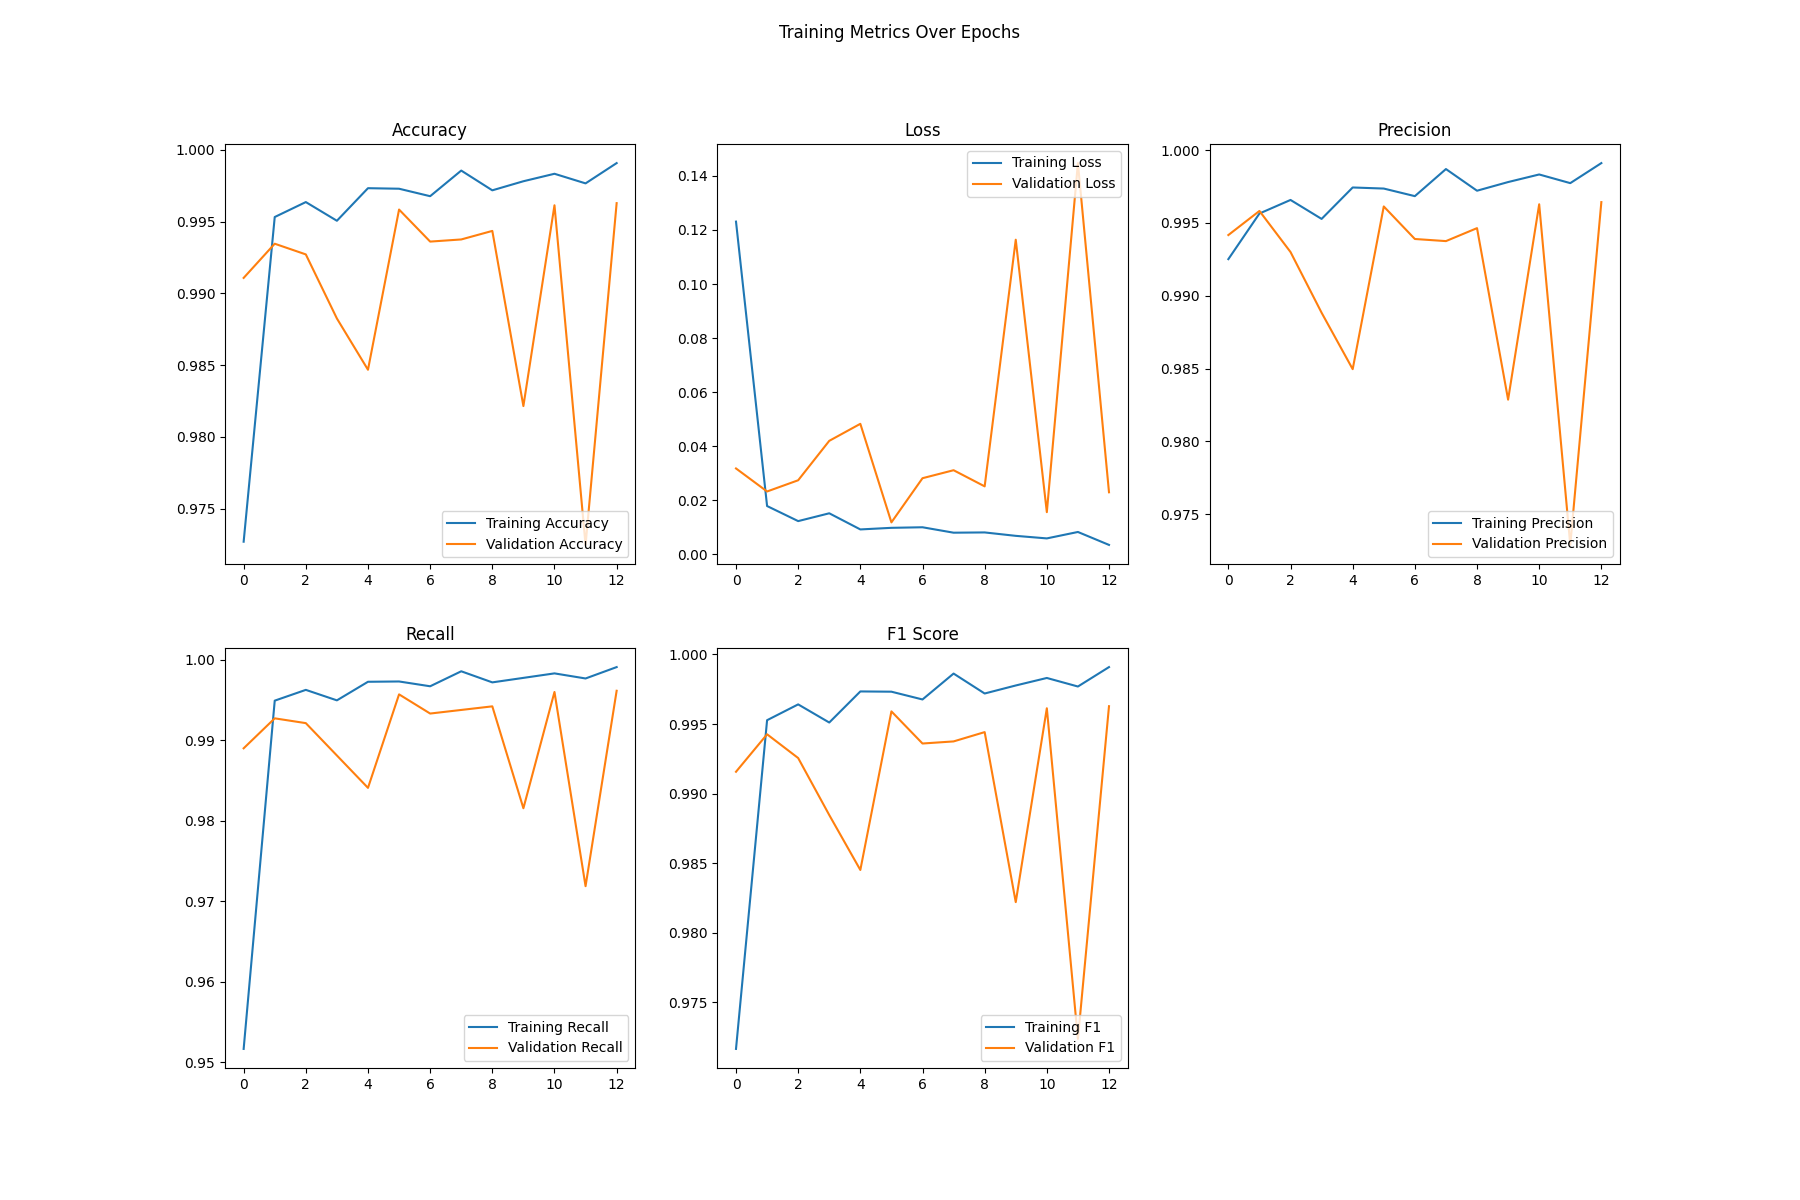 Training Metrics Over Epochs
Accuracy
1.000
0.995
0.990
0.985
0.980
0.975
0 2 4 6 8 10 12
Training Accuracy
Validation Accuracy
Loss
0.14
0.12
0.10
0.08
0.06
0.04
0.02
0.00
0 2 4 6 8 10 12
Training Loss
Validation Loss
Precision
1.000
0.995
0.990
0.985
0.980
0.975
0 2 4 6 8 10 12
Training Precision
Validation Precision
Recall
1.00
0.99
0.98
0.97
0.96
0.95
0 2 4 6 8 10 12
Training Recall
Validation Recall
F1 Score
1.000
0.995
0.990
0.985
0.980
0.975
0 2 4 6 8 10 12
Training F1
Validation F1